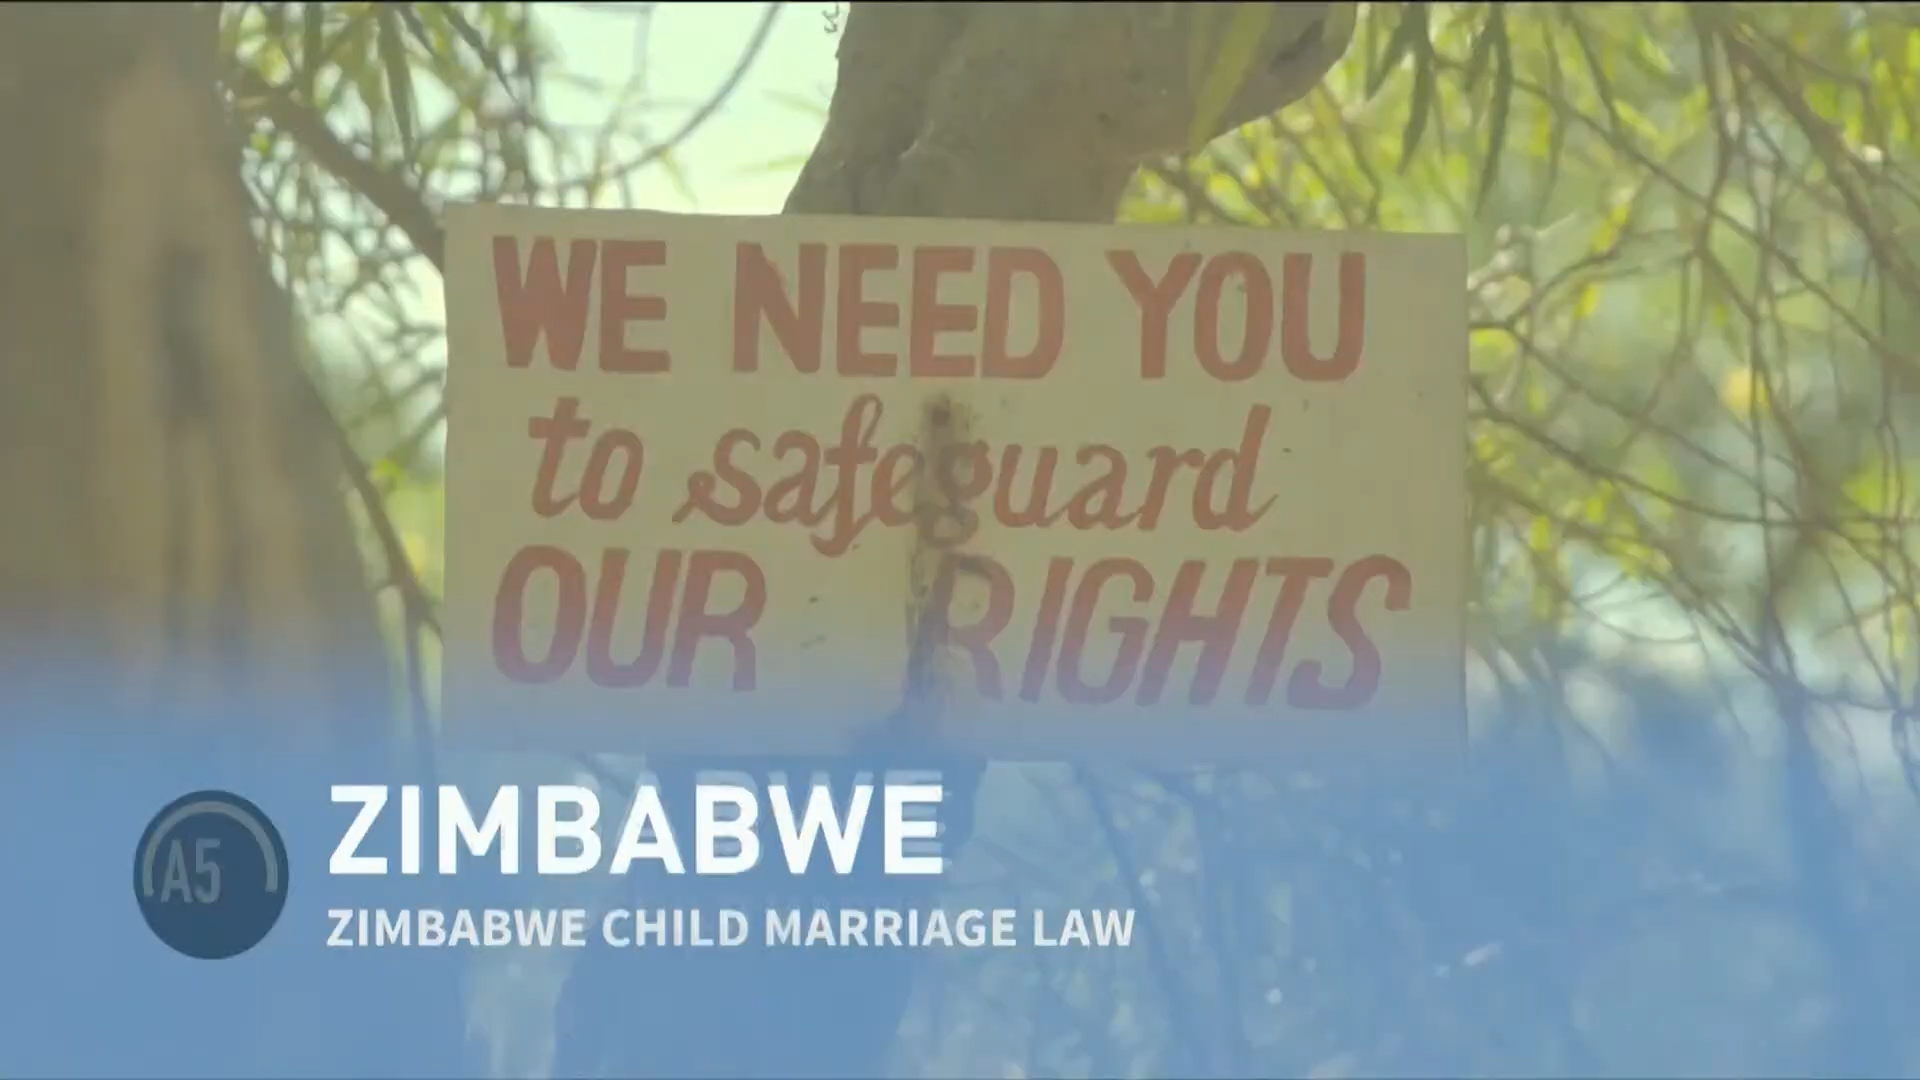 WE NEED YOU
to safeguard
OUR RIGHTS
A5
ZIMBABWE
ZIMBABWE CHILD MARRIAGE LAW